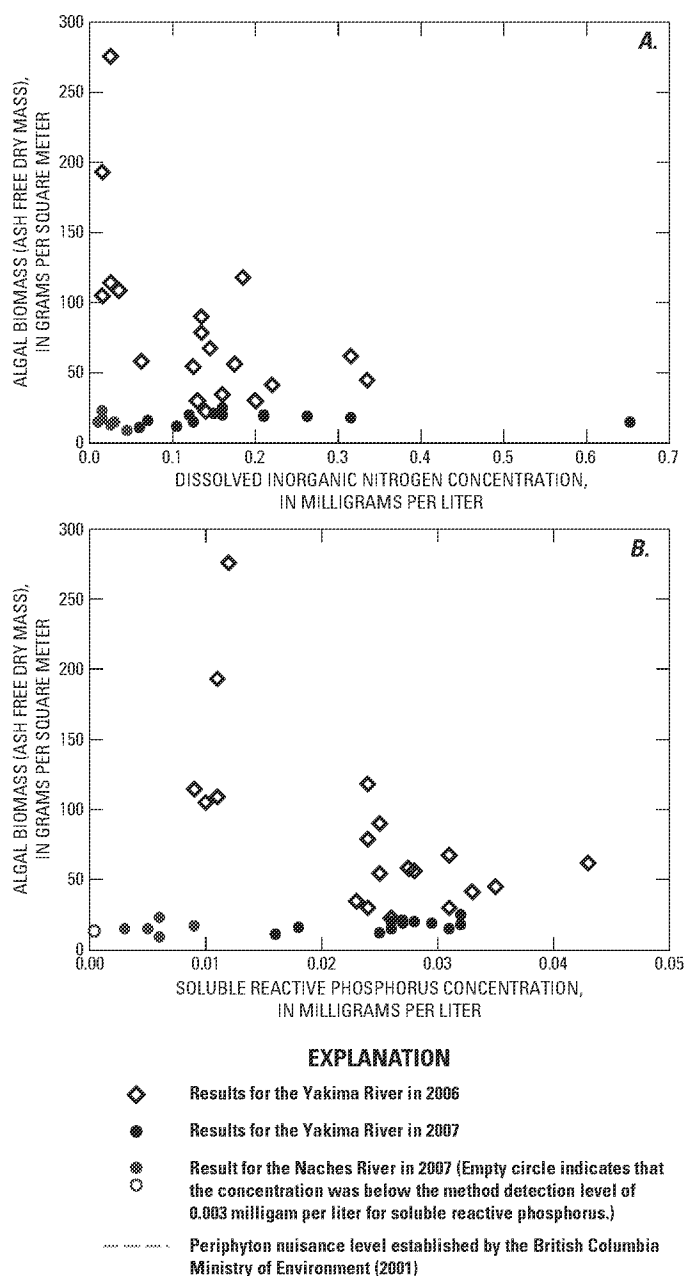 A.
ALGAL BIOMASS (ASH FREE DRY MASS),
IN GRAMS PER SQUARE METER
300
250
200
150
100
50
0
0.0 0.1 0.2 0.3 0.4 0.5 0.6 0.7
DISSOLVED INORGANIC NITROGEN CONCENTRATION,
IN MILLIGRAMS PER LITER
B.
ALGAL BIOMASS (ASH FREE DRY MASS),
IN GRAMS PER SQUARE METER
300
250
200
150
100
50
0
0.00 0.01 0.02 0.03 0.04 0.05
SOLUBLE REACTIVE PHOSPHORUS CONCENTRATION,
IN MILLIGRAMS PER LITER
EXPLANATION
Results for the Yakima River in 2006
Results for the Yakima River in 2007
Result for the Naches River in 2007 (Empty circle indicates that
the concentration was below the method detection level of
0.003 milligam per liter for soluble reactive phosphorus.)
Periphyton nuisance level established by the British Columbia
Ministry of Environment (2001)